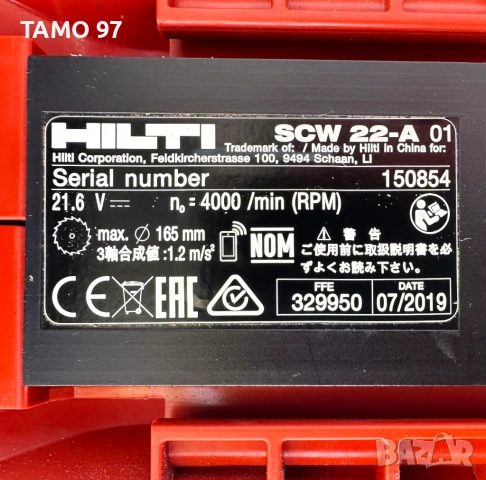 TAMO 97
HILTI SCW 22-A 01
Trademark of: / Made by Hilti in China for:
Hilti Corporation, Feldkircherstrasse 100, 9494 Schaan, LI
Serial number 150854
21.6 V n₀ = 4000 /min (RPM)
max. Ø 165 mm
3軸合成値:1.2 m/s²
NOM
⚠ 警 告
ご使用前に取扱説明書を必
ずよくお読み下さい。
CE EAC
FFE
329950
DATE
07/2019
BAZAR